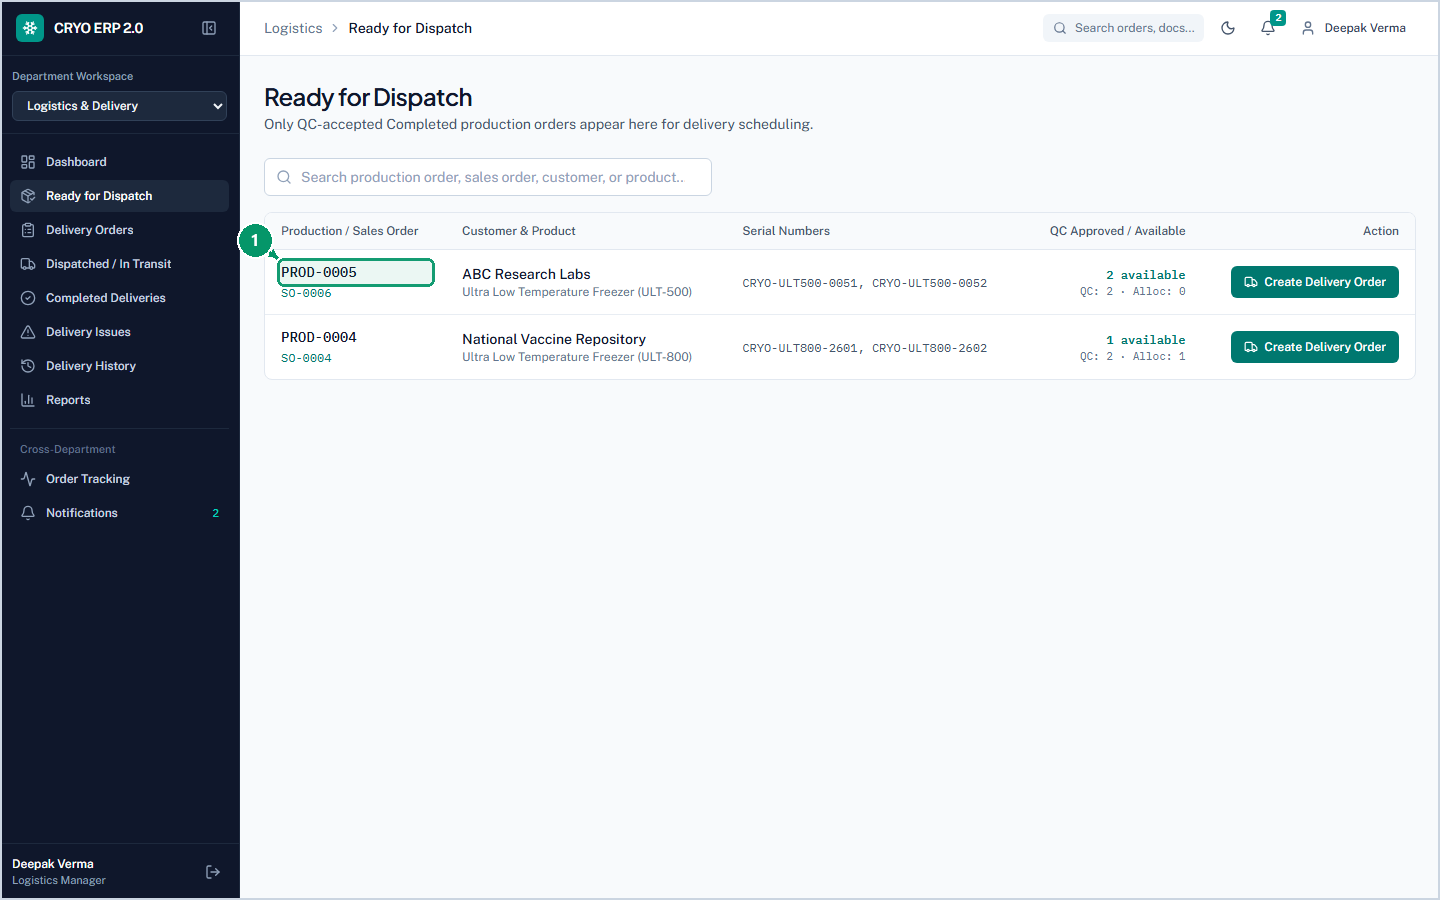 CRYO ERP 2.0
Logistics > Ready for Dispatch
Search orders, docs...
2
Deepak Verma
Department Workspace
Logistics & Delivery
Dashboard
Ready for Dispatch
Delivery Orders
Dispatched / In Transit
Completed Deliveries
Delivery Issues
Delivery History
Reports
Cross-Department
Order Tracking
Notifications 2
Deepak Verma
Logistics Manager
Ready for Dispatch
Only QC-accepted Completed production orders appear here for delivery scheduling.
Search production order, sales order, customer, or product..
Production / Sales Order Customer & Product Serial Numbers QC Approved / Available Action
1
PROD-0005
SO-0006
ABC Research Labs
Ultra Low Temperature Freezer (ULT-500)
CRYO-ULT500-0051, CRYO-ULT500-0052
2 available
QC: 2 · Alloc: 0
Create Delivery Order
PROD-0004
SO-0004
National Vaccine Repository
Ultra Low Temperature Freezer (ULT-800)
CRYO-ULT800-2601, CRYO-ULT800-2602
1 available
QC: 2 · Alloc: 1
Create Delivery Order